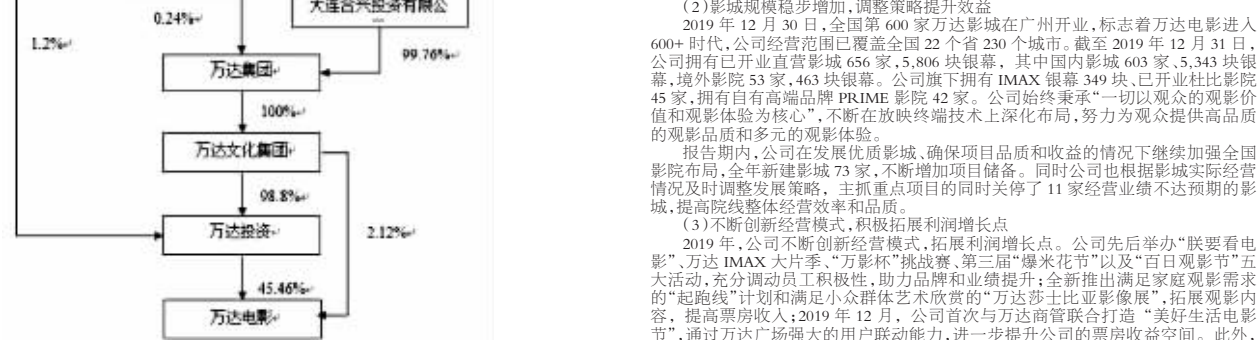 0.24%
大连合兴投资有限公
1.2%
99.76%
万达集团
100%
万达文化集团
98.8%
万达投资
2.12%
45.46%
万达电影
(2)影城规模稳步增加,调整策略提升效益
2019 年 12 月 30 日,全国第 600 家万达影城在广州开业,标志着万达电影进入
600+ 时代,公司经营范围已覆盖全国 22 个省 230 个城市。截至 2019 年 12 月 31 日,
公司拥有已开业直营影城 656 家,5,806 块银幕，其中国内影城 603 家、5,343 块银
幕,境外影院 53 家,463 块银幕。公司旗下拥有 IMAX 银幕 349 块、已开业杜比影院
45 家,拥有自有高端品牌 PRIME 影院 42 家。公司始终秉承“一切以观众的观影价
值和观影体验为核心”,不断在放映终端技术上深化布局,努力为观众提供高品质
的观影品质和多元的观影体验。
报告期内,公司在发展优质影城、确保项目品质和收益的情况下继续加强全国
影院布局,全年新建影城 73 家,不断增加项目储备。同时公司也根据影城实际经营
情况及时调整发展策略，主抓重点项目的同时关停了 11 家经营业绩不达预期的影
城,提高院线整体经营效率和品质。
(3)不断创新经营模式,积极拓展利润增长点
2019 年,公司不断创新经营模式,拓展利润增长点。公司先后举办“朕要看电
影”、万达 IMAX 大片季、“万影杯”挑战赛、第三届“爆米花节”以及“百日观影节”五
大活动,充分调动员工积极性,助力品牌和业绩提升;全新推出满足家庭观影需求
的“起跑线”计划和满足小众群体艺术欣赏的“万达莎士比亚影像展”,拓展观影内
容，提高票房收入;2019 年 12 月，公司首次与万达商管联合打造 “美好生活电影
节”,通过万达广场强大的用户联动能力,进一步提升公司的票房收益空间。此外,